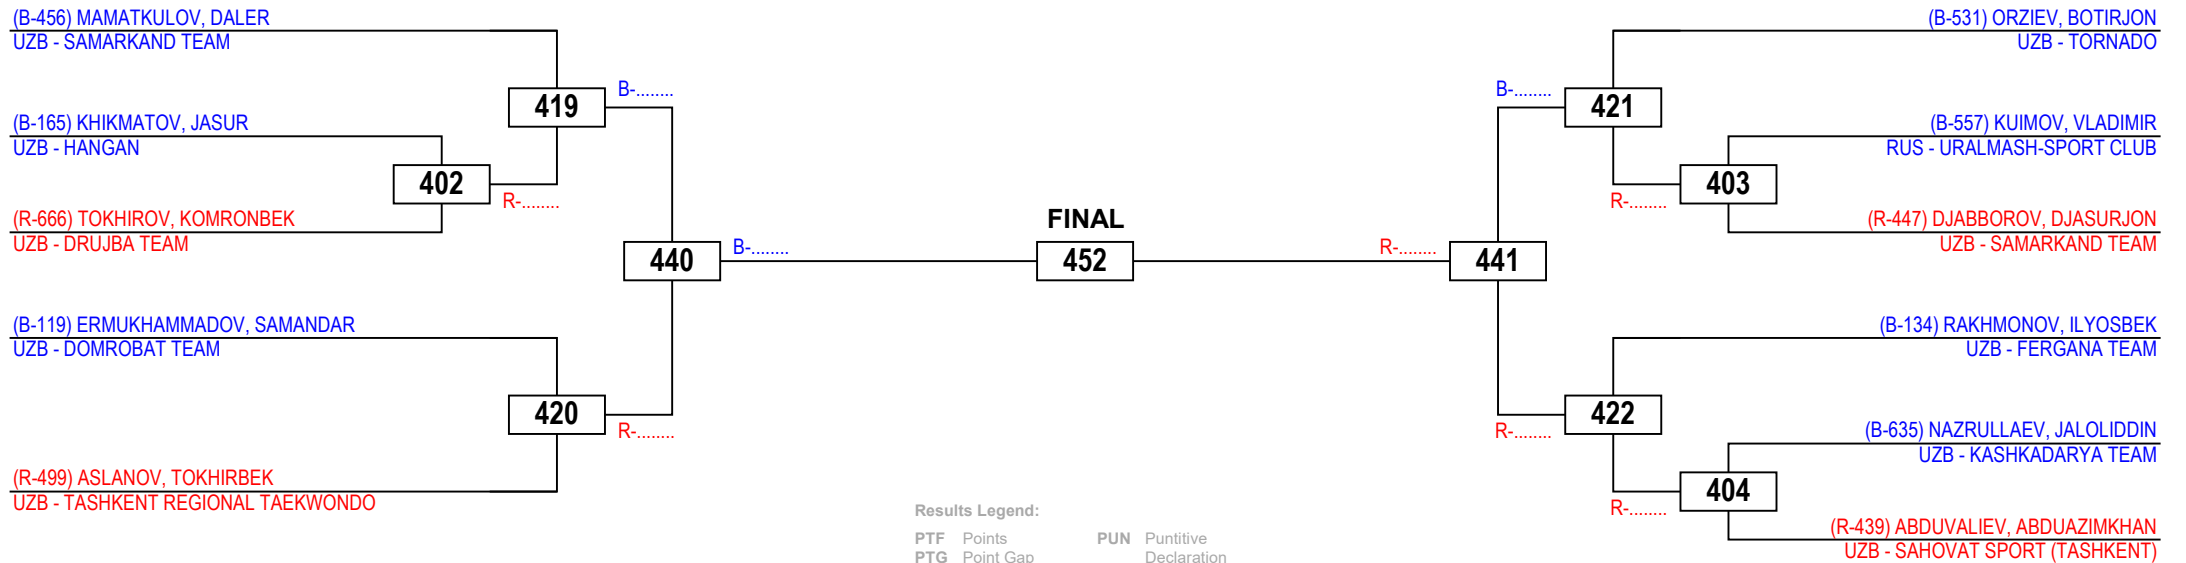 (B-456) MAMATKULOV, DALER
UZB - SAMARKAND TEAM
(B-165) KHIKMATOV, JASUR
UZB - HANGAN
(R-666) TOKHIROV, KOMRONBEK
UZB - DRUJBA TEAM
(B-119) ERMUKHAMMADOV, SAMANDAR
UZB - DOMROBAT TEAM
(R-499) ASLANOV, TOKHIRBEK
UZB - TASHKENT REGIONAL TAEKWONDO
402
R-........
419
B-........
420
R-........
440
B-........
FINAL
452
R-........
441
B-........
421
R-........
403
R-........
422
R-........
404
(B-531) ORZIEV, BOTIRJON
UZB - TORNADO
(B-557) KUIMOV, VLADIMIR
RUS - URALMASH-SPORT CLUB
(R-447) DJABBOROV, DJASURJON
UZB - SAMARKAND TEAM
(B-134) RAKHMONOV, ILYOSBEK
UZB - FERGANA TEAM
(B-635) NAZRULLAEV, JALOLIDDIN
UZB - KASHKADARYA TEAM
(R-439) ABDUVALIEV, ABDUAZIMKHAN
UZB - SAHOVAT SPORT (TASHKENT)
Results Legend:
PTF Points
PTG Point Gap
PUN Puntitive
Declaration